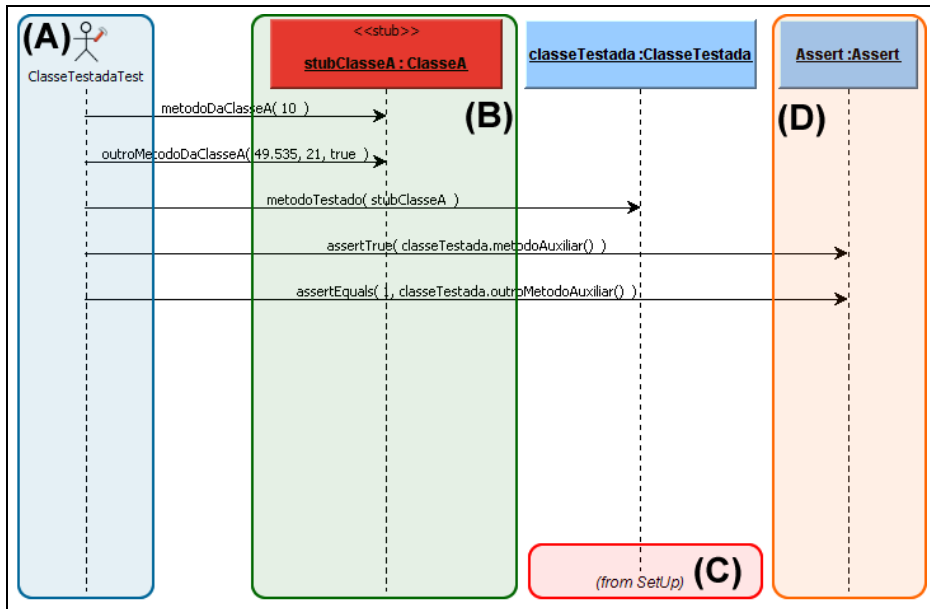 (A)
ClasseTestadaTest
<<stub>>
stubClasseA : ClasseA
(B)
classeTestada :ClasseTestada
Assert :Assert
(D)
metodoDaClasseA( 10 )
outroMetodoDaClasseA( 49.535, 21, true )
metodoTestado( stubClasseA )
assertTrue( classeTestada.metodoAuxiliar() )
assertEquals( 1, classeTestada.outroMetodoAuxiliar() )
(from SetUp)
(C)